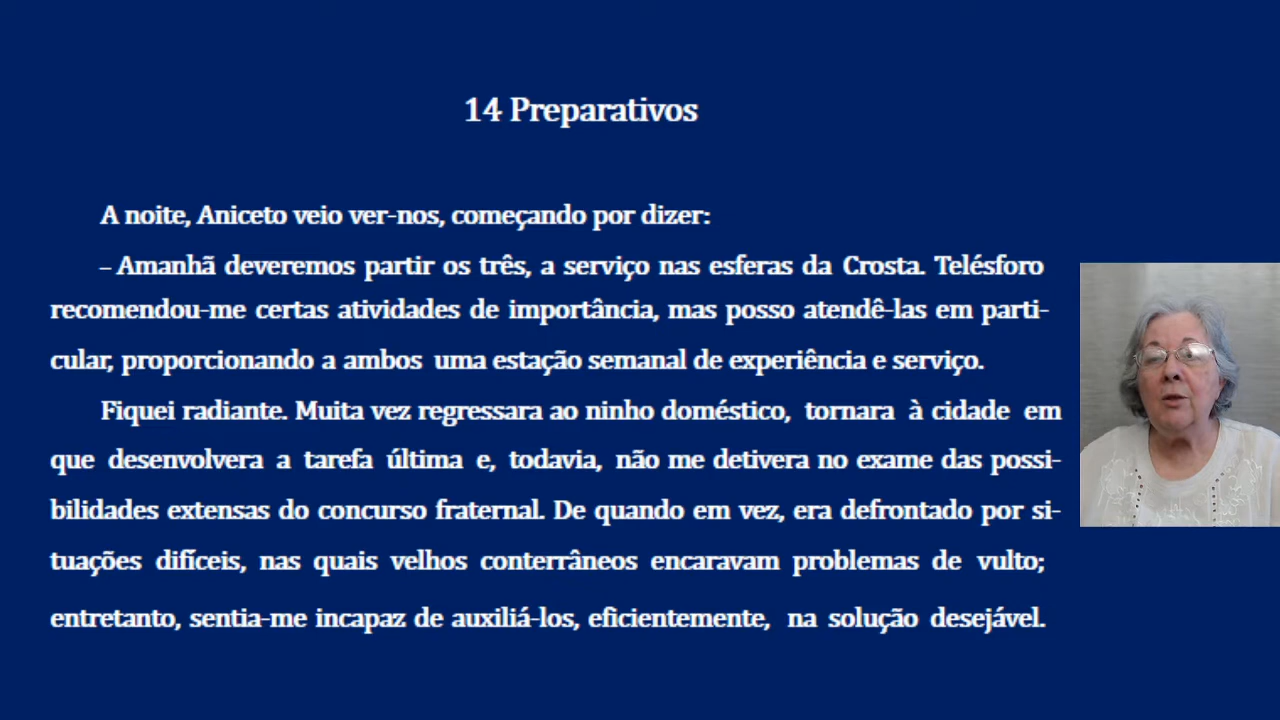 14 Preparativos
A noite, Aniceto veio ver-nos, começando por dizer:
– Amanhã deveremos partir os três, a serviço nas esferas da Crosta. Telésforo
recomendou-me certas atividades de importância, mas posso atendê-las em parti-
cular, proporcionando a ambos uma estação semanal de experiência e serviço.
Fiquei radiante. Muita vez regressara ao ninho doméstico, tornara à cidade em
que desenvolvera a tarefa última e, todavia, não me detivera no exame das possi-
bilidades extensas do concurso fraternal. De quando em vez, era defrontado por si-
tuações difíceis, nas quais velhos conterrâneos encaravam problemas de vulto;
entretanto, sentia-me incapaz de auxiliá-los, eficientemente, na solução desejável.